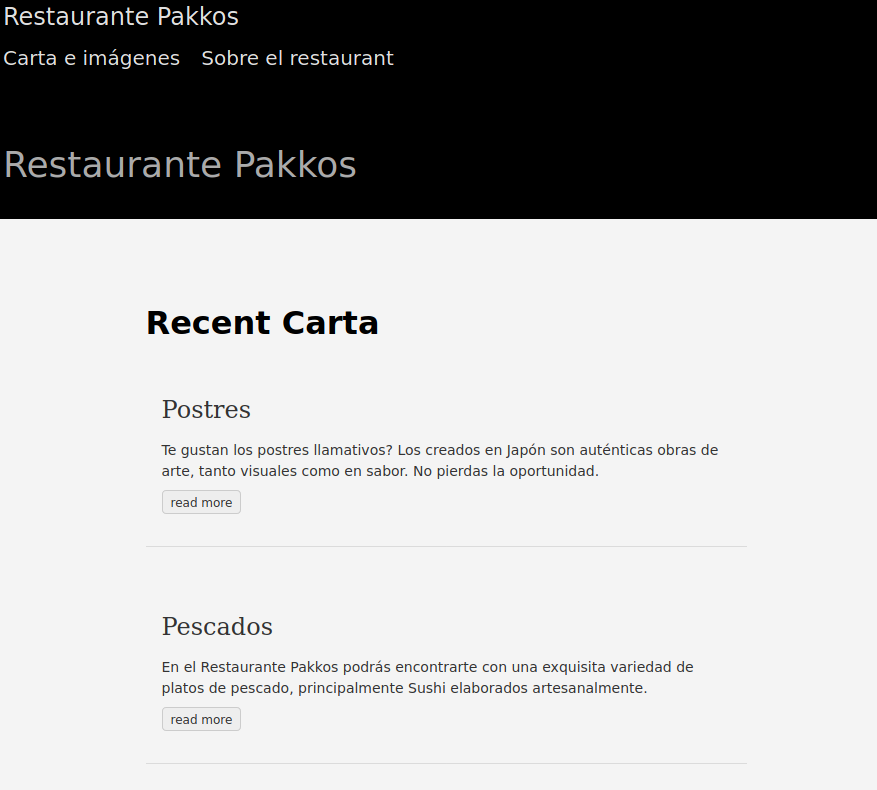 Restaurante Pakkos
Carta e imágenes Sobre el restaurant
Restaurante Pakkos
Recent Carta
Postres
Te gustan los postres llamativos? Los creados en Japón son auténticas obras de
arte, tanto visuales como en sabor. No pierdas la oportunidad.
read more
Pescados
En el Restaurante Pakkos podrás encontrarte con una exquisita variedad de
platos de pescado, principalmente Sushi elaborados artesanalmente.
read more